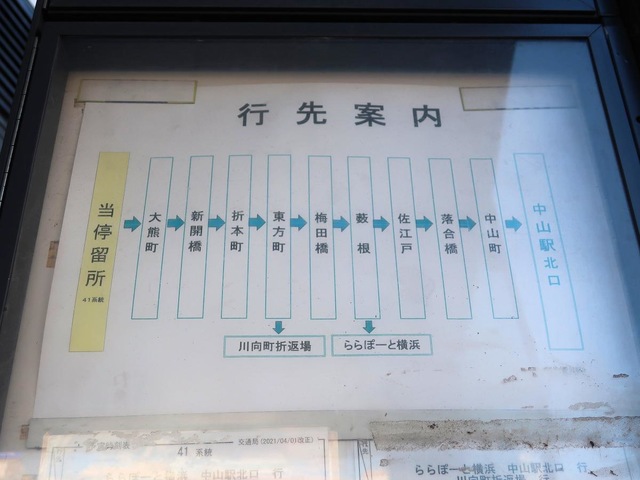 行先案内
当停留所
41系統
大熊町
新開橋
折本町
東方町
梅田橋
薮根
佐江戸
落合橋
中山町
中山駅北口
川向町折返場
ららぽーと横浜
交通局(2021/04/01改正)
41 系統
中山駅北口 行
ららぽーと横浜 中山駅北口 行
川向町折返場 行